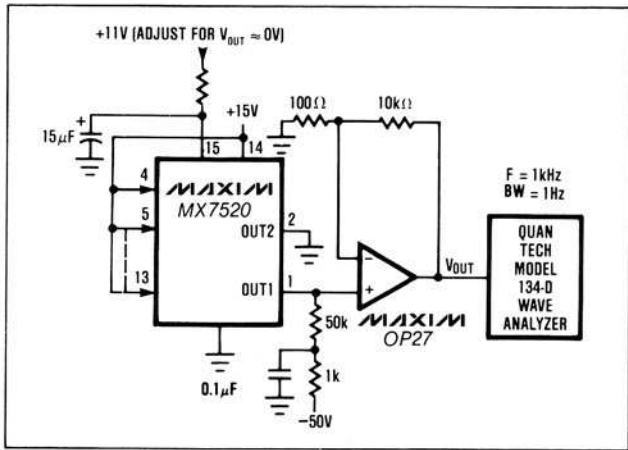 +11V (ADJUST FOR VOUT ≈ 0V)
+15V
100Ω
10kΩ
15µF
+
15
14
4
5
13
MAXIM
MX7520
OUT2
2
OUT1
1
-
+
VOUT
MAXIM
OP27
F = 1kHz
BW = 1Hz
QUAN
TECH
MODEL
134-D
WAVE
ANALYZER
50k
0.1µF
1k
-50V